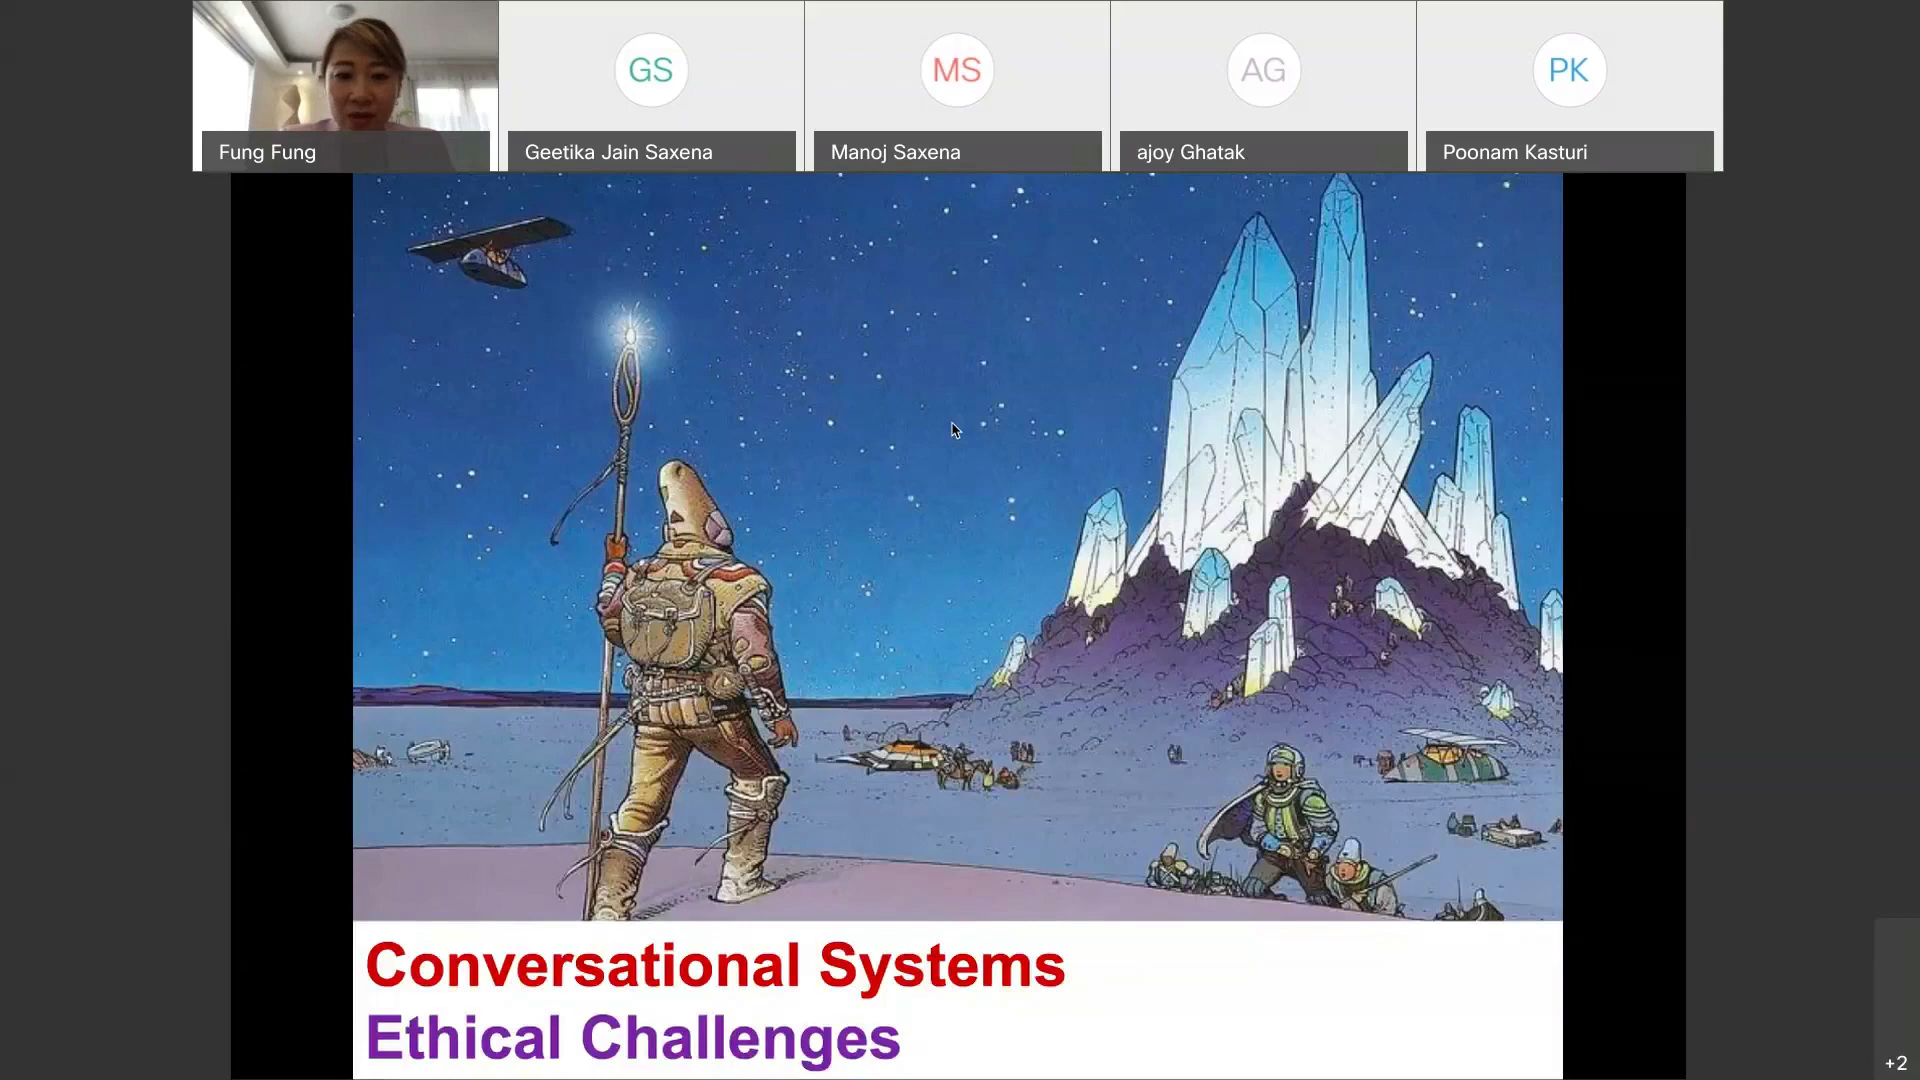 GS
MS
AG
PK
Fung Fung
Geetika Jain Saxena
Manoj Saxena
ajoy Ghatak
Poonam Kasturi
Conversational Systems
Ethical Challenges
+2